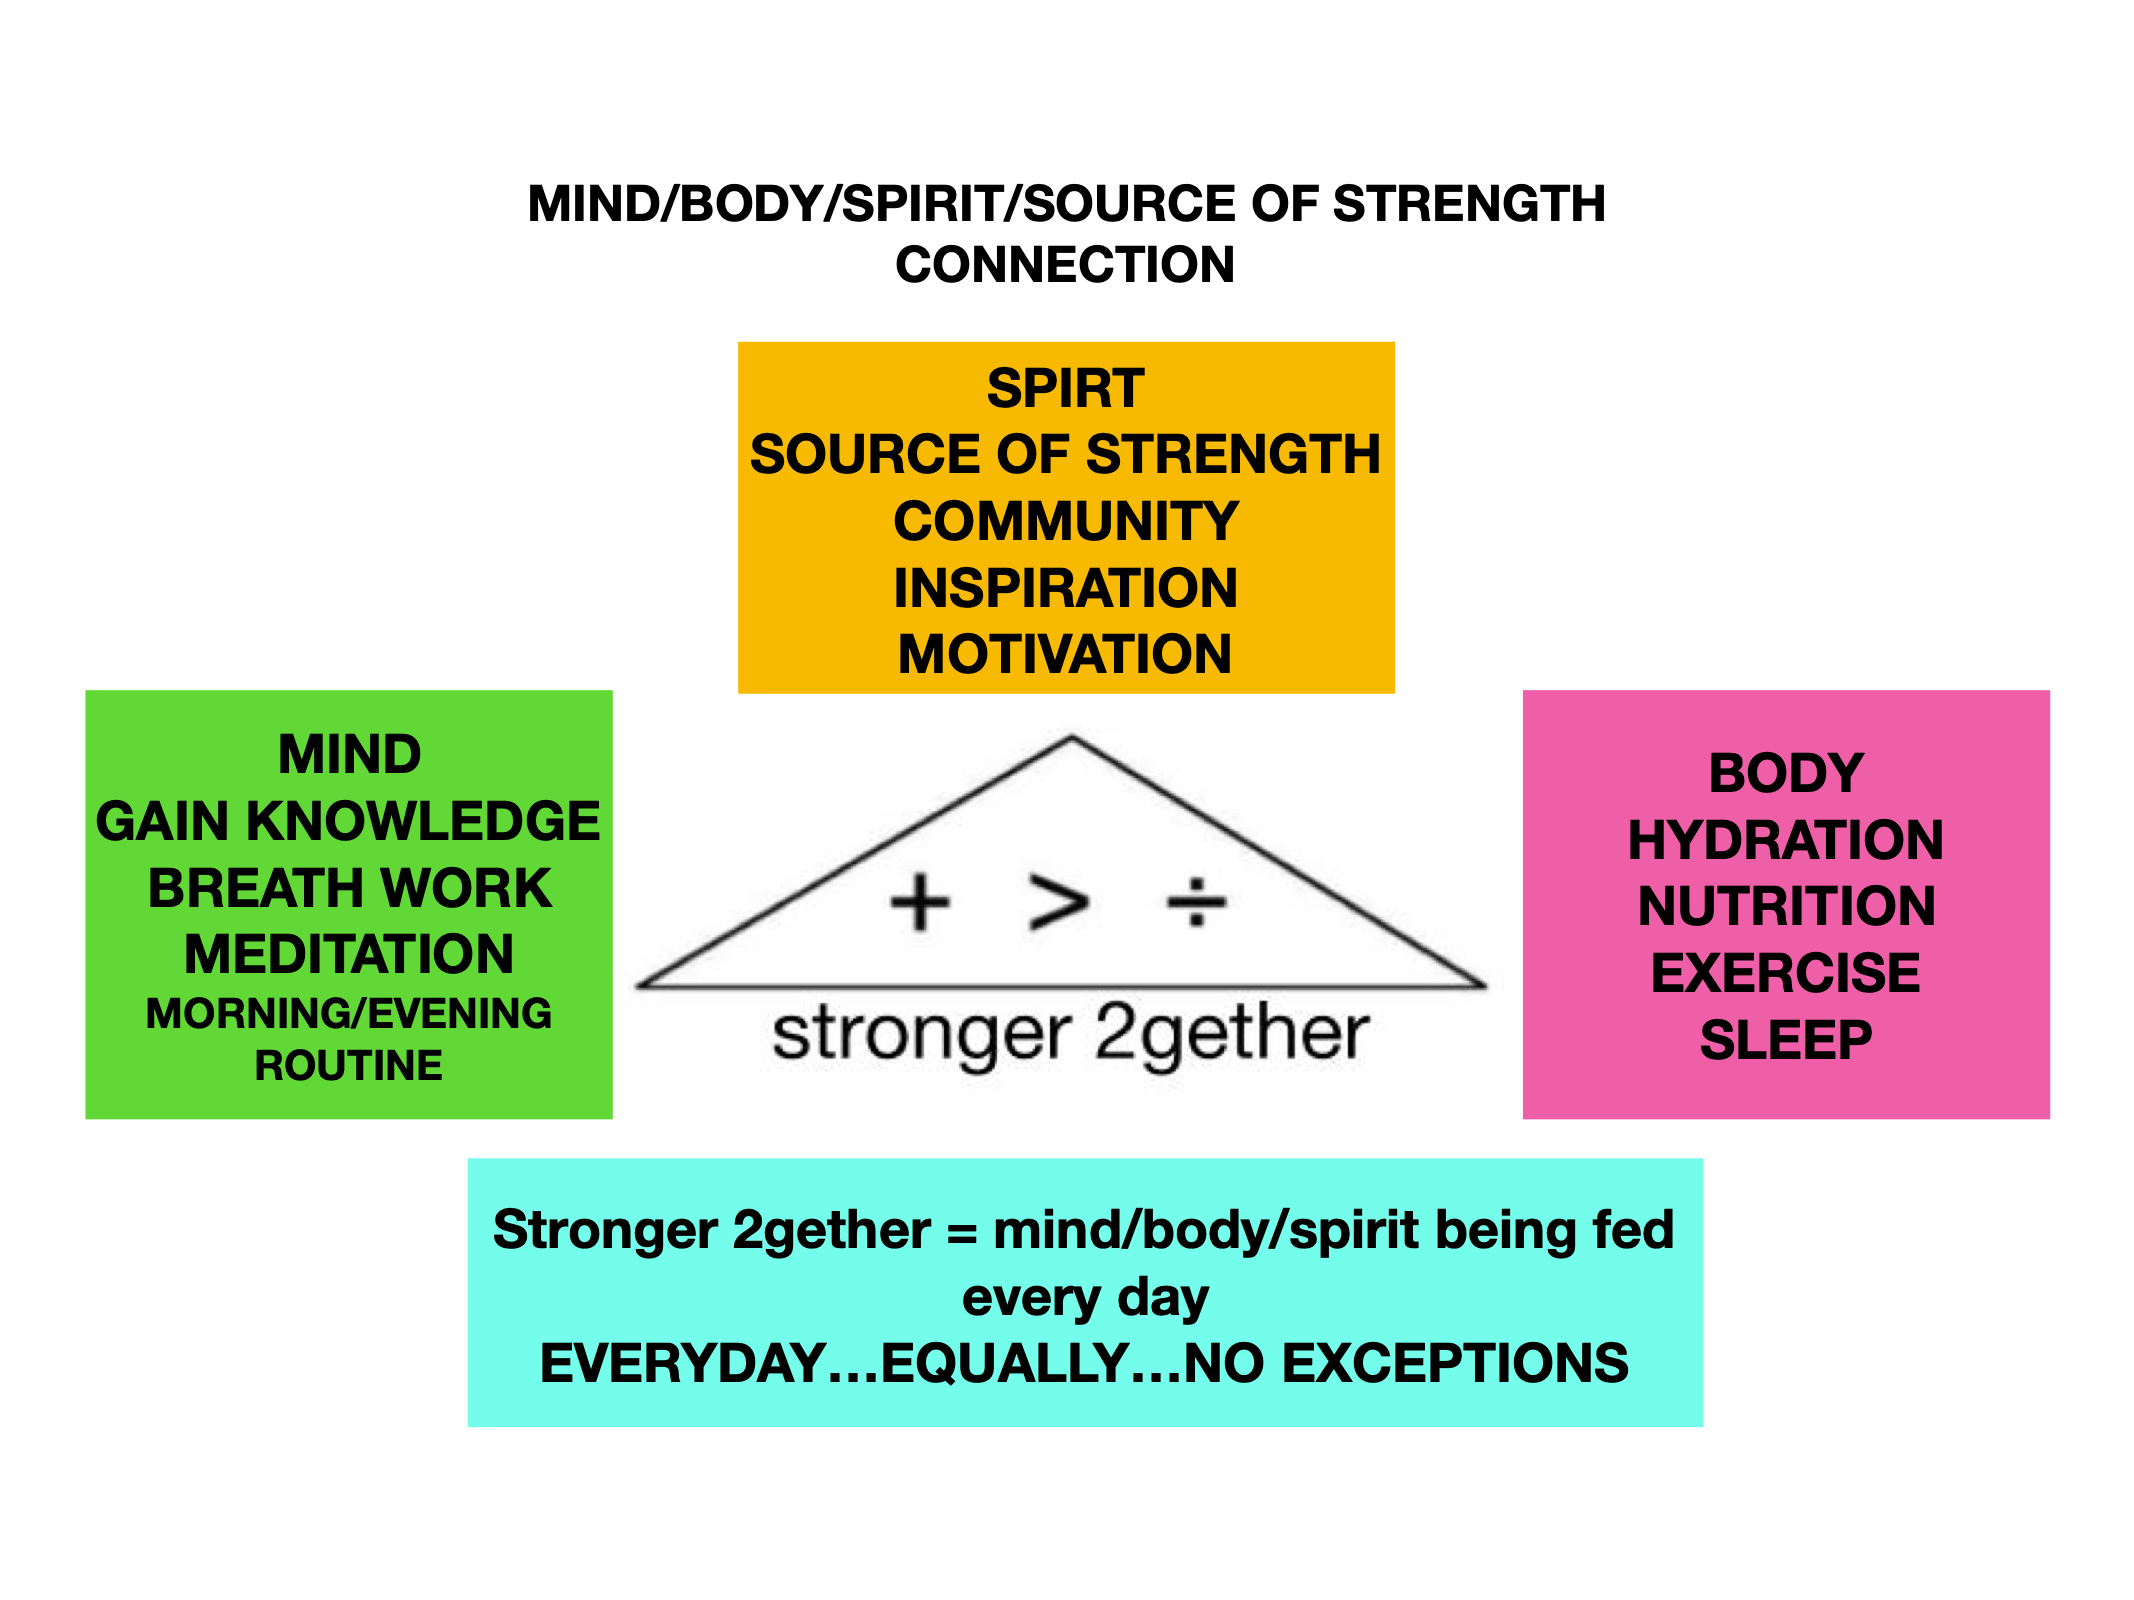 MIND/BODY/SPIRIT/SOURCE OF STRENGTH
CONNECTION
SPIRT
SOURCE OF STRENGTH
COMMUNITY
INSPIRATION
MOTIVATION
MIND
GAIN KNOWLEDGE
BREATH WORK
MEDITATION
MORNING/EVENING
ROUTINE
+ > ÷
stronger 2gether
BODY
HYDRATION
NUTRITION
EXERCISE
SLEEP
Stronger 2gether = mind/body/spirit being fed
every day
EVERYDAY…EQUALLY…NO EXCEPTIONS